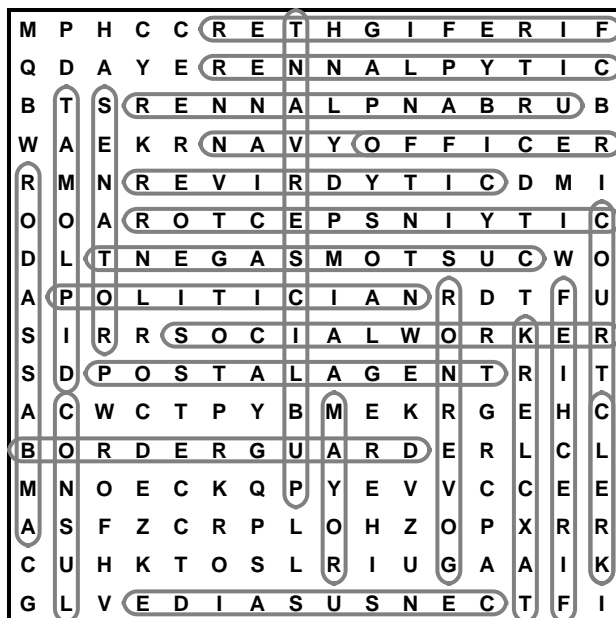 M P H C C R E T H G I F E R I F
Q D A Y E R E N N A L P Y T I C
B T S R E N N A L P N A B R U B
W A E K R N A V Y O F F I C E R
R M N R E V I R D Y T I C D M I
O O A R O T C E P S N I Y T I C
D L T N E G A S M O T S U C W O
A P O L I T I C I A N R D T F U
S I R R S O C I A L W O R K E R
S D P O S T A L A G E N T R I T
A C W C T P Y B M E K R G E H C
B O R D E R G U A R D E R L C L
M N O E C K Q P Y E V V C C E E
A S F Z C R P L O H Z O P X R R
C U H K T O S L R I U G A A I K
G L V E D I A S U S N E C T F I